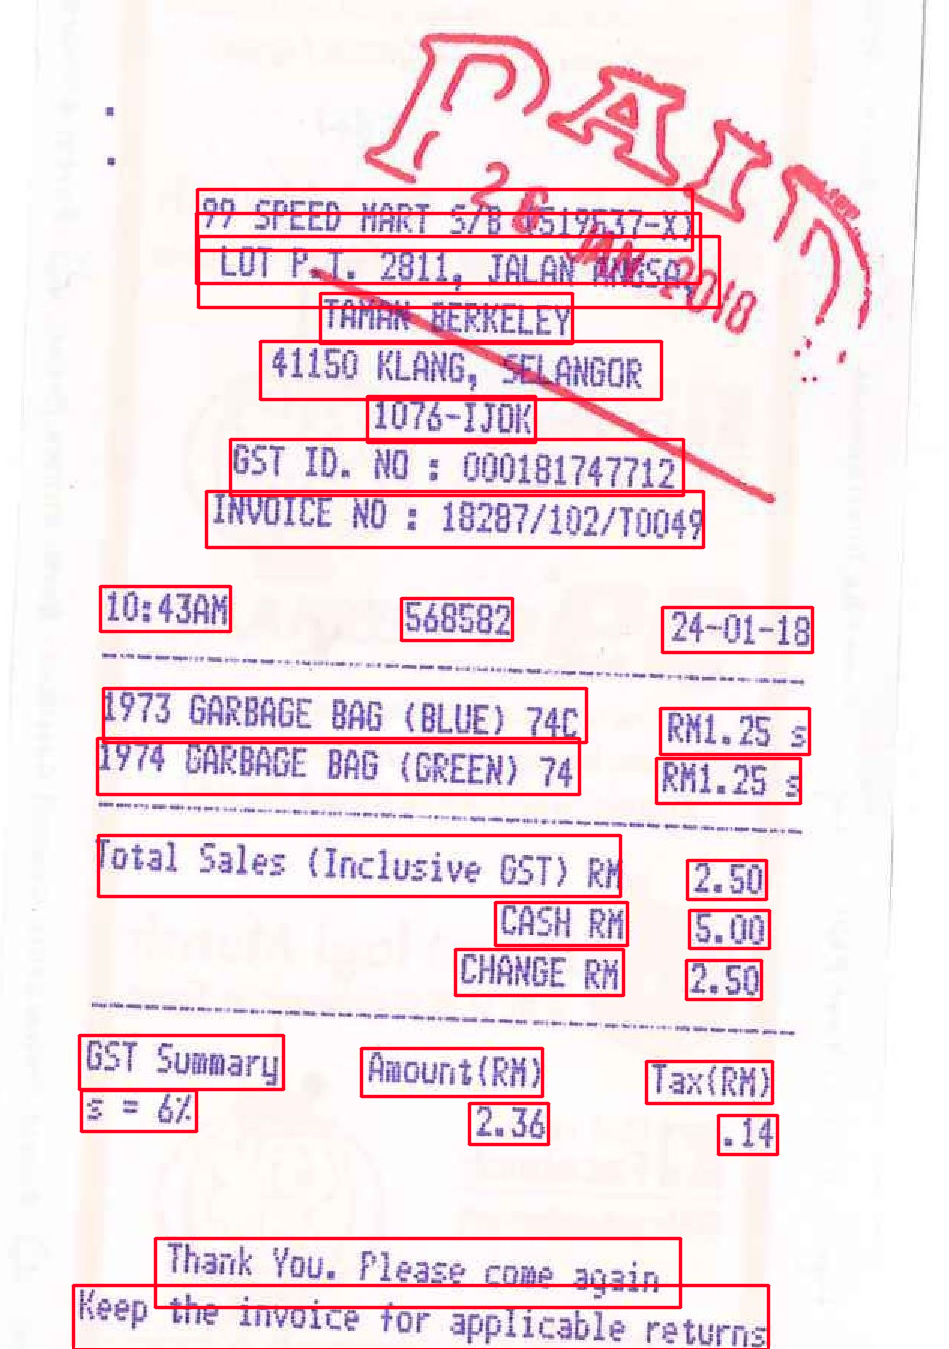 PAID
26 JAN 2018
99 SPEED MART S/B (519537-X)
LOT P.T. 2811, JALAN ANGSA,
TAMAN BERKELEY
41150 KLANG, SELANGOR
1076-IJOK
GST ID. NO : 000181747712
INVOICE NO : 18287/102/T0049
10:43AM 568582 24-01-18
1973 GARBAGE BAG (BLUE) 74C RM1.25 s
1974 GARBAGE BAG (GREEN) 74 RM1.25 s
Total Sales (Inclusive GST) RM 2.50
CASH RM 5.00
CHANGE RM 2.50
GST Summary Amount(RM) Tax(RM)
s = 6% 2.36 .14
Thank You. Please come again
Keep the invoice for applicable returns